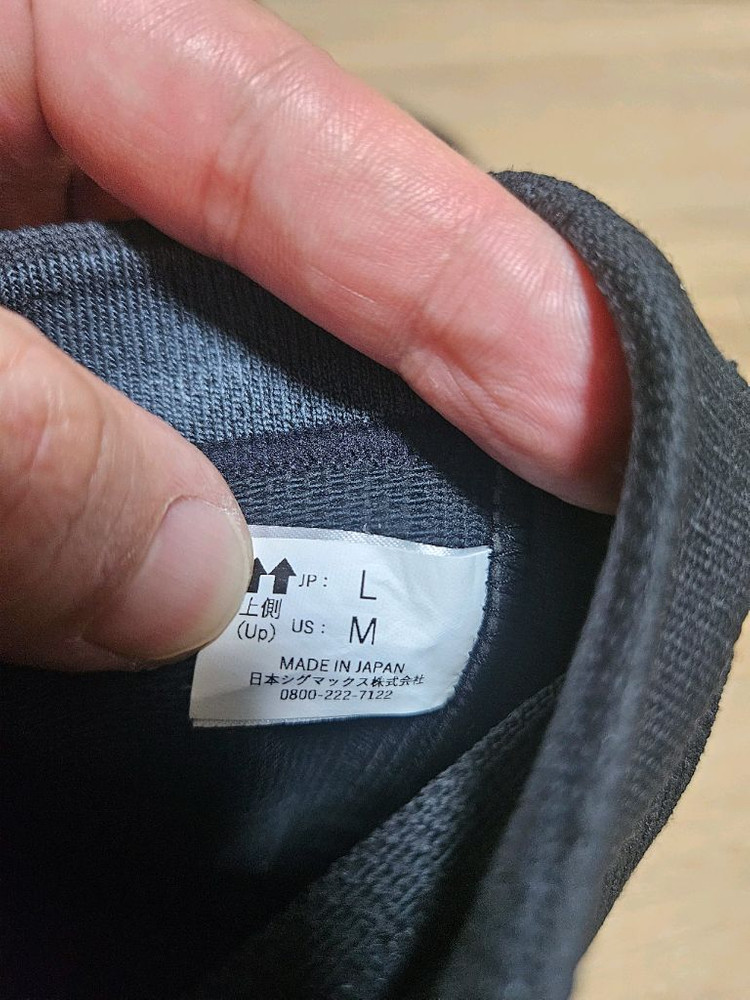 JP: L
上側
(Up) US: M
MADE IN JAPAN
日本シグマックス株式会社
0800-222-7122